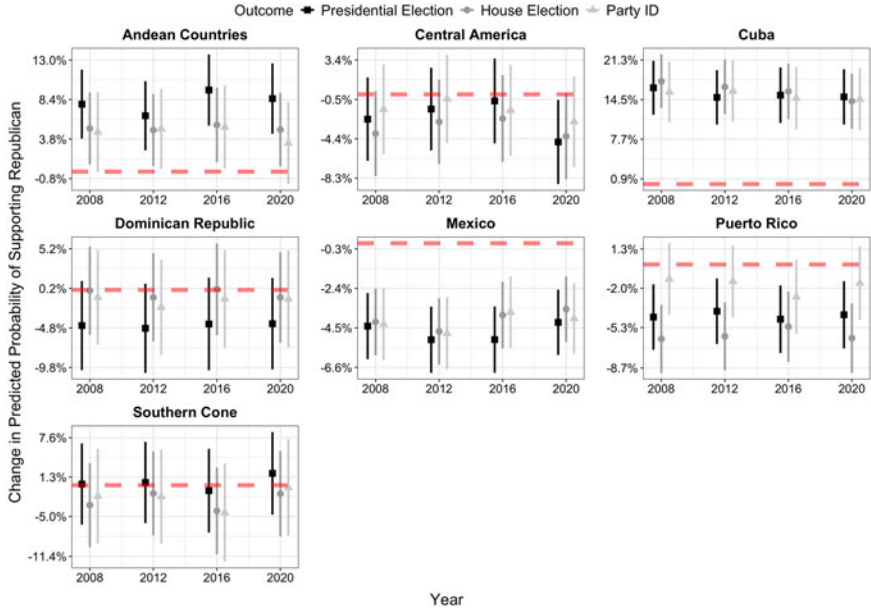 Outcome Presidential Election House Election Party ID
Change in Predicted Probability of Supporting Republican
Andean Countries Central America Cuba
13.0% 3.4% 21.3%
8.4% -0.5% 14.5%
3.8% -4.4% 7.7%
-0.8% -8.3% 0.9%
2008 2012 2016 2020 2008 2012 2016 2020 2008 2012 2016 2020
Dominican Republic Mexico Puerto Rico
5.2% -0.3% 1.3%
0.2% -2.4% -2.0%
-4.8% -4.5% -5.3%
-9.8% -6.6% -8.7%
2008 2012 2016 2020 2008 2012 2016 2020 2008 2012 2016 2020
Southern Cone
7.6%
1.3%
-5.0%
-11.4%
2008 2012 2016 2020
Year